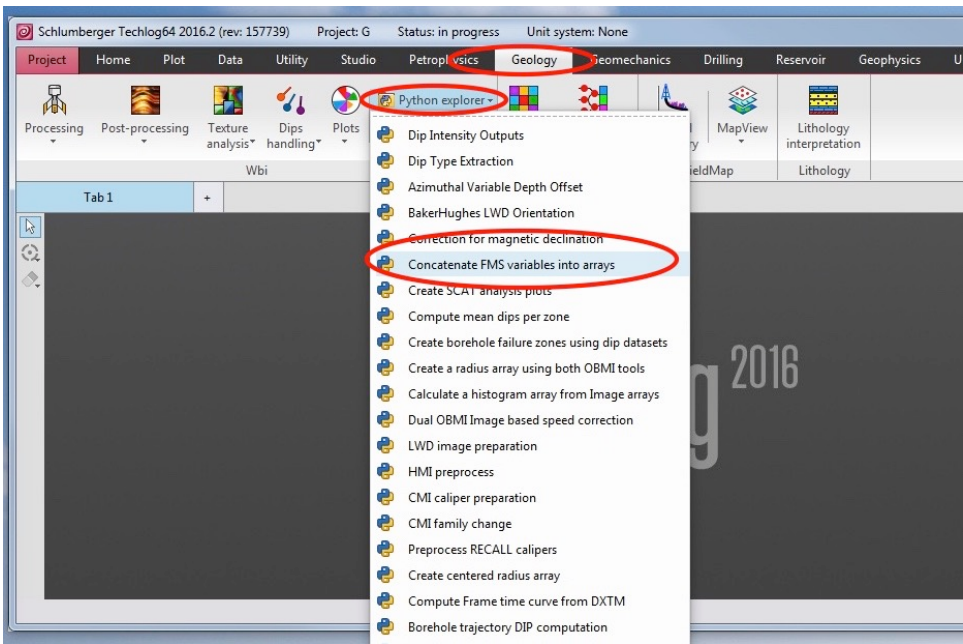 Schlumberger Techlog64 2016.2 (rev: 157739) Project: G Status: in progress Unit system: None
Project Home Plot Data Utility Studio Petrophysics Geology Geomechanics Drilling Reservoir Geophysics U
Python explorer
Processing Post-processing Texture analysis Dips handling Plots MapView Lithology interpretation
Wbi ieldMap Lithology
Tab 1 +
Dip Intensity Outputs
Dip Type Extraction
Azimuthal Variable Depth Offset
BakerHughes LWD Orientation
Correction for magnetic declination
Concatenate FMS variables into arrays
Create SCAT analysis plots
Compute mean dips per zone
Create borehole failure zones using dip datasets
Create a radius array using both OBMI tools
Calculate a histogram array from Image arrays
Dual OBMI Image based speed correction
LWD image preparation
HMI preprocess
CMI caliper preparation
CMI family change
Preprocess RECALL calipers
Create centered radius array
Compute Frame time curve from DXTM
Borehole trajectory DIP computation
g 2016